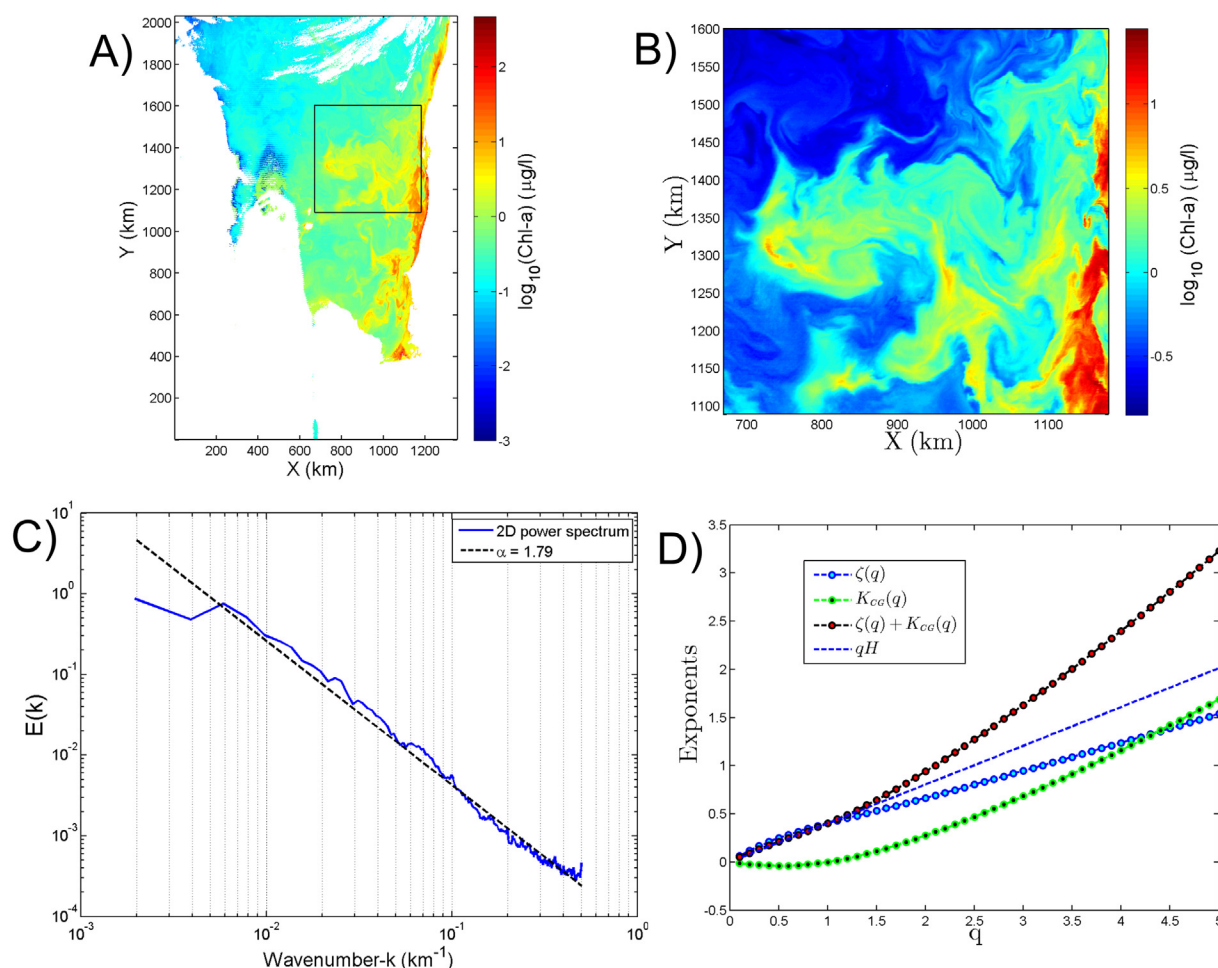 A)
2000
1800
1600
1400
1200
1000
800
600
400
200
Y (km)
200 400 600 800 1000 1200
X (km)
2
1
0
-1
-2
-3
log10(Chl-a) (μg/l)
B)
1600
1500
1450
1400
1350
1300
1250
1200
1150
1100
Y (km)
700 800 900 1000 1100
X (km)
1
0.5
0
-0.5
log10 (Chl-a) (μg/l)
C)
10^1
10^0
10^-1
10^-2
10^-3
10^-4
E(k)
2D power spectrum
α = 1.79
10^-3 10^-2 10^-1 10^0
Wavenumber-k (km^-1)
D)
3.5
3
2.5
2
1.5
1
0.5
0
-0.5
Exponents
ζ(q)
K_CG(q)
ζ(q) + K_CG(q)
qH
0 0.5 1 1.5 2 2.5 3 3.5 4 4.5 5
q